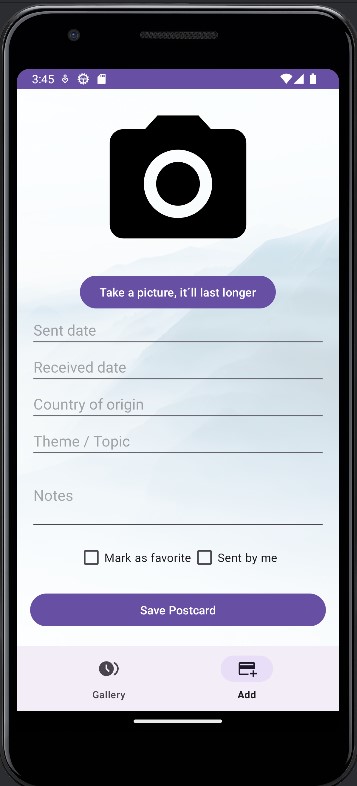 3:45
Take a picture, it´ll last longer
Sent date
Received date
Country of origin
Theme / Topic
Notes
Mark as favorite Sent by me
Save Postcard
Gallery Add